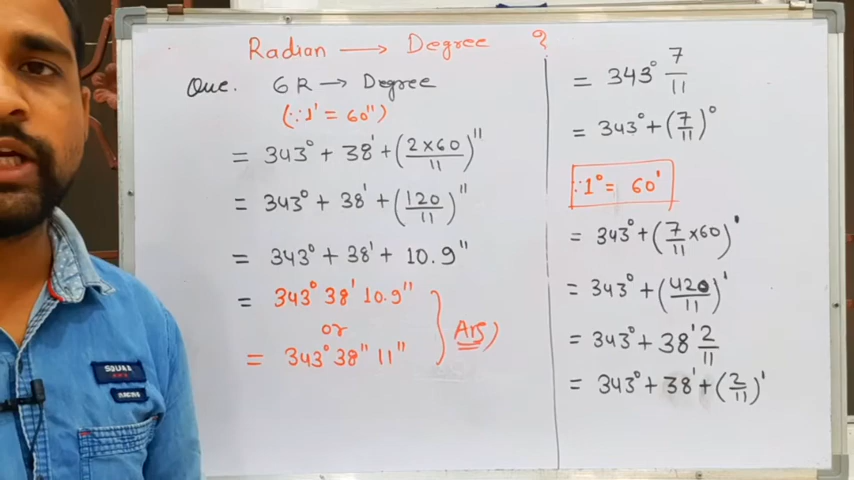 Radian → Degree ?
Que. 6R → Degree
(∵1' = 60")
= 343° + 38' + (2×60/11)"
= 343° + 38' + (120/11)"
= 343° + 38' + 10.9"
= 343° 38' 10.9"
or
= 343° 38" 11"
Ans)
= 343° 7/11
= 343° + (7/11)°
∵1° = 60'
= 343° + (7/11 ×60)'
= 343° + (420/11)'
= 343° + 38' 2/11
= 343° + 38' + (2/11)'
SQUAR